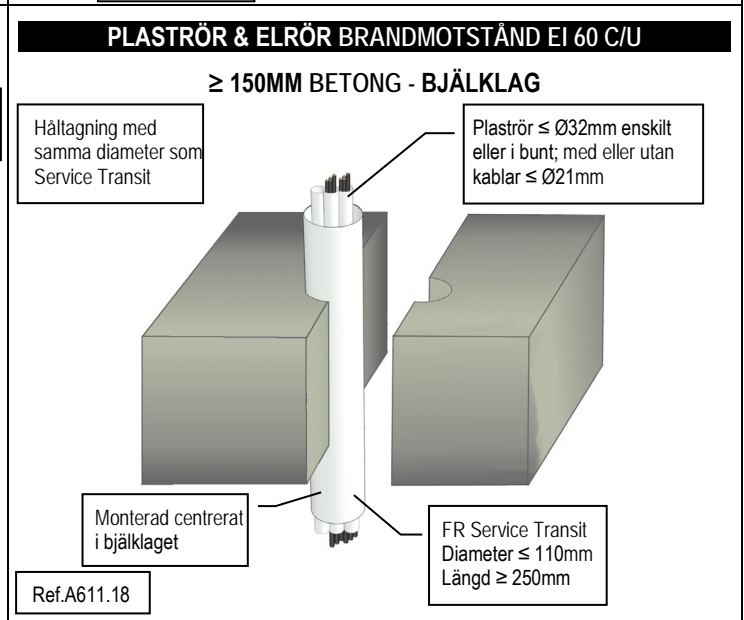 PLASTRÖR & ELRÖR BRANDMOTSTÅND EI 60 C/U
≥ 150MM BETONG - BJÄLKLAG
Håltagning med
samma diameter som
Service Transit
Plaströr ≤ Ø32mm enskilt
eller i bunt; med eller utan
kablar ≤ Ø21mm
Monterad centrerat
i bjälklaget
FR Service Transit
Diameter ≤ 110mm
Längd ≥ 250mm
Ref.A611.18